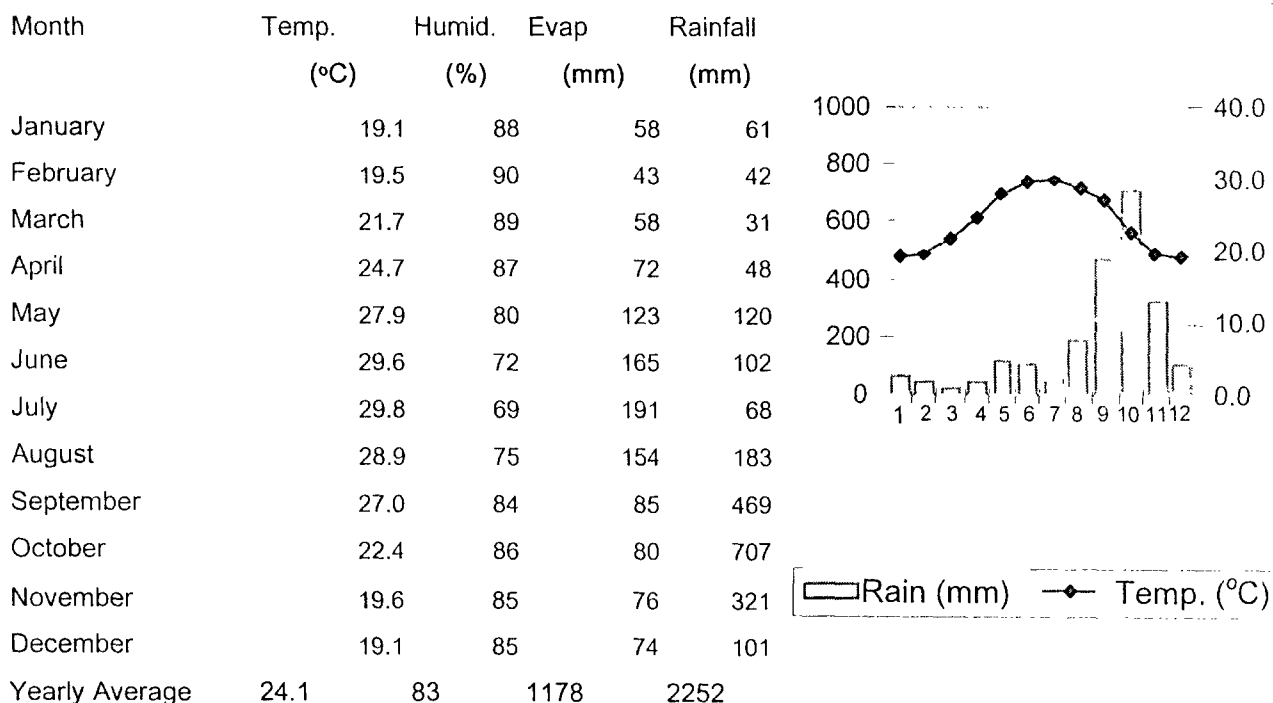 Month Temp. Humid. Evap Rainfall
(ºC) (%) (mm) (mm)
January 19.1 88 58 61
February 19.5 90 43 42
March 21.7 89 58 31
April 24.7 87 72 48
May 27.9 80 123 120
June 29.6 72 165 102
July 29.8 69 191 68
August 28.9 75 154 183
September 27.0 84 85 469
October 22.4 86 80 707
November 19.6 85 76 321
December 19.1 85 74 101
Yearly Average 24.1 83 1178 2252
1000 40.0
800
30.0
600
20.0
400
200 10.0
0 0.0
1 2 3 4 5 6 7 8 9 10 11 12
Rain (mm) Temp. (°C)